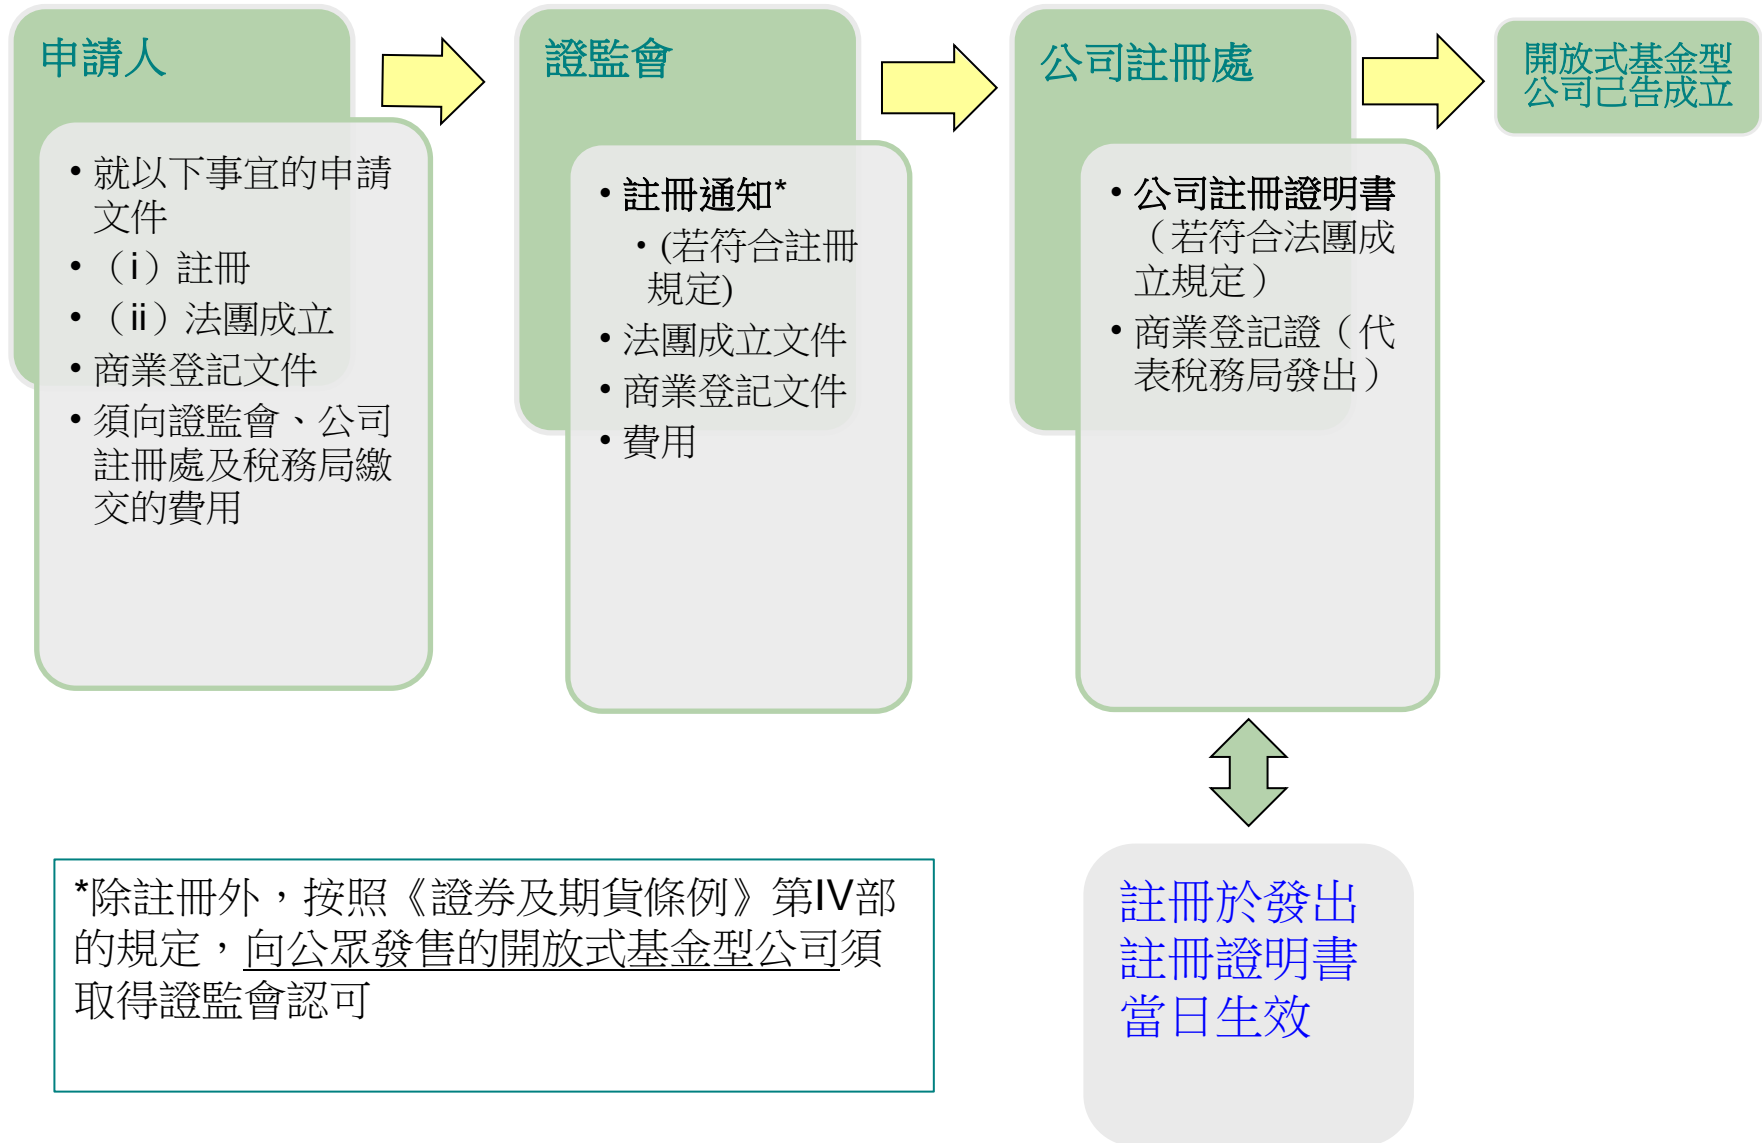 申請人
• 就以下事宜的申請
文件
• （i）註冊
• （ii）法團成立
• 商業登記文件
• 須向證監會、公司
註冊處及稅務局繳
交的費用
證監會
• 註冊通知*
• (若符合註冊
規定)
• 法團成立文件
• 商業登記文件
• 費用
公司註冊處
• 公司註冊證明書
（若符合法團成
立規定）
• 商業登記證（代
表稅務局發出）
開放式基金型
公司己告成立
*除註冊外，按照《證券及期貨條例》第IV部
的規定，向公眾發售的開放式基金型公司須
取得證監會認可
註冊於發出
註冊證明書
當日生效